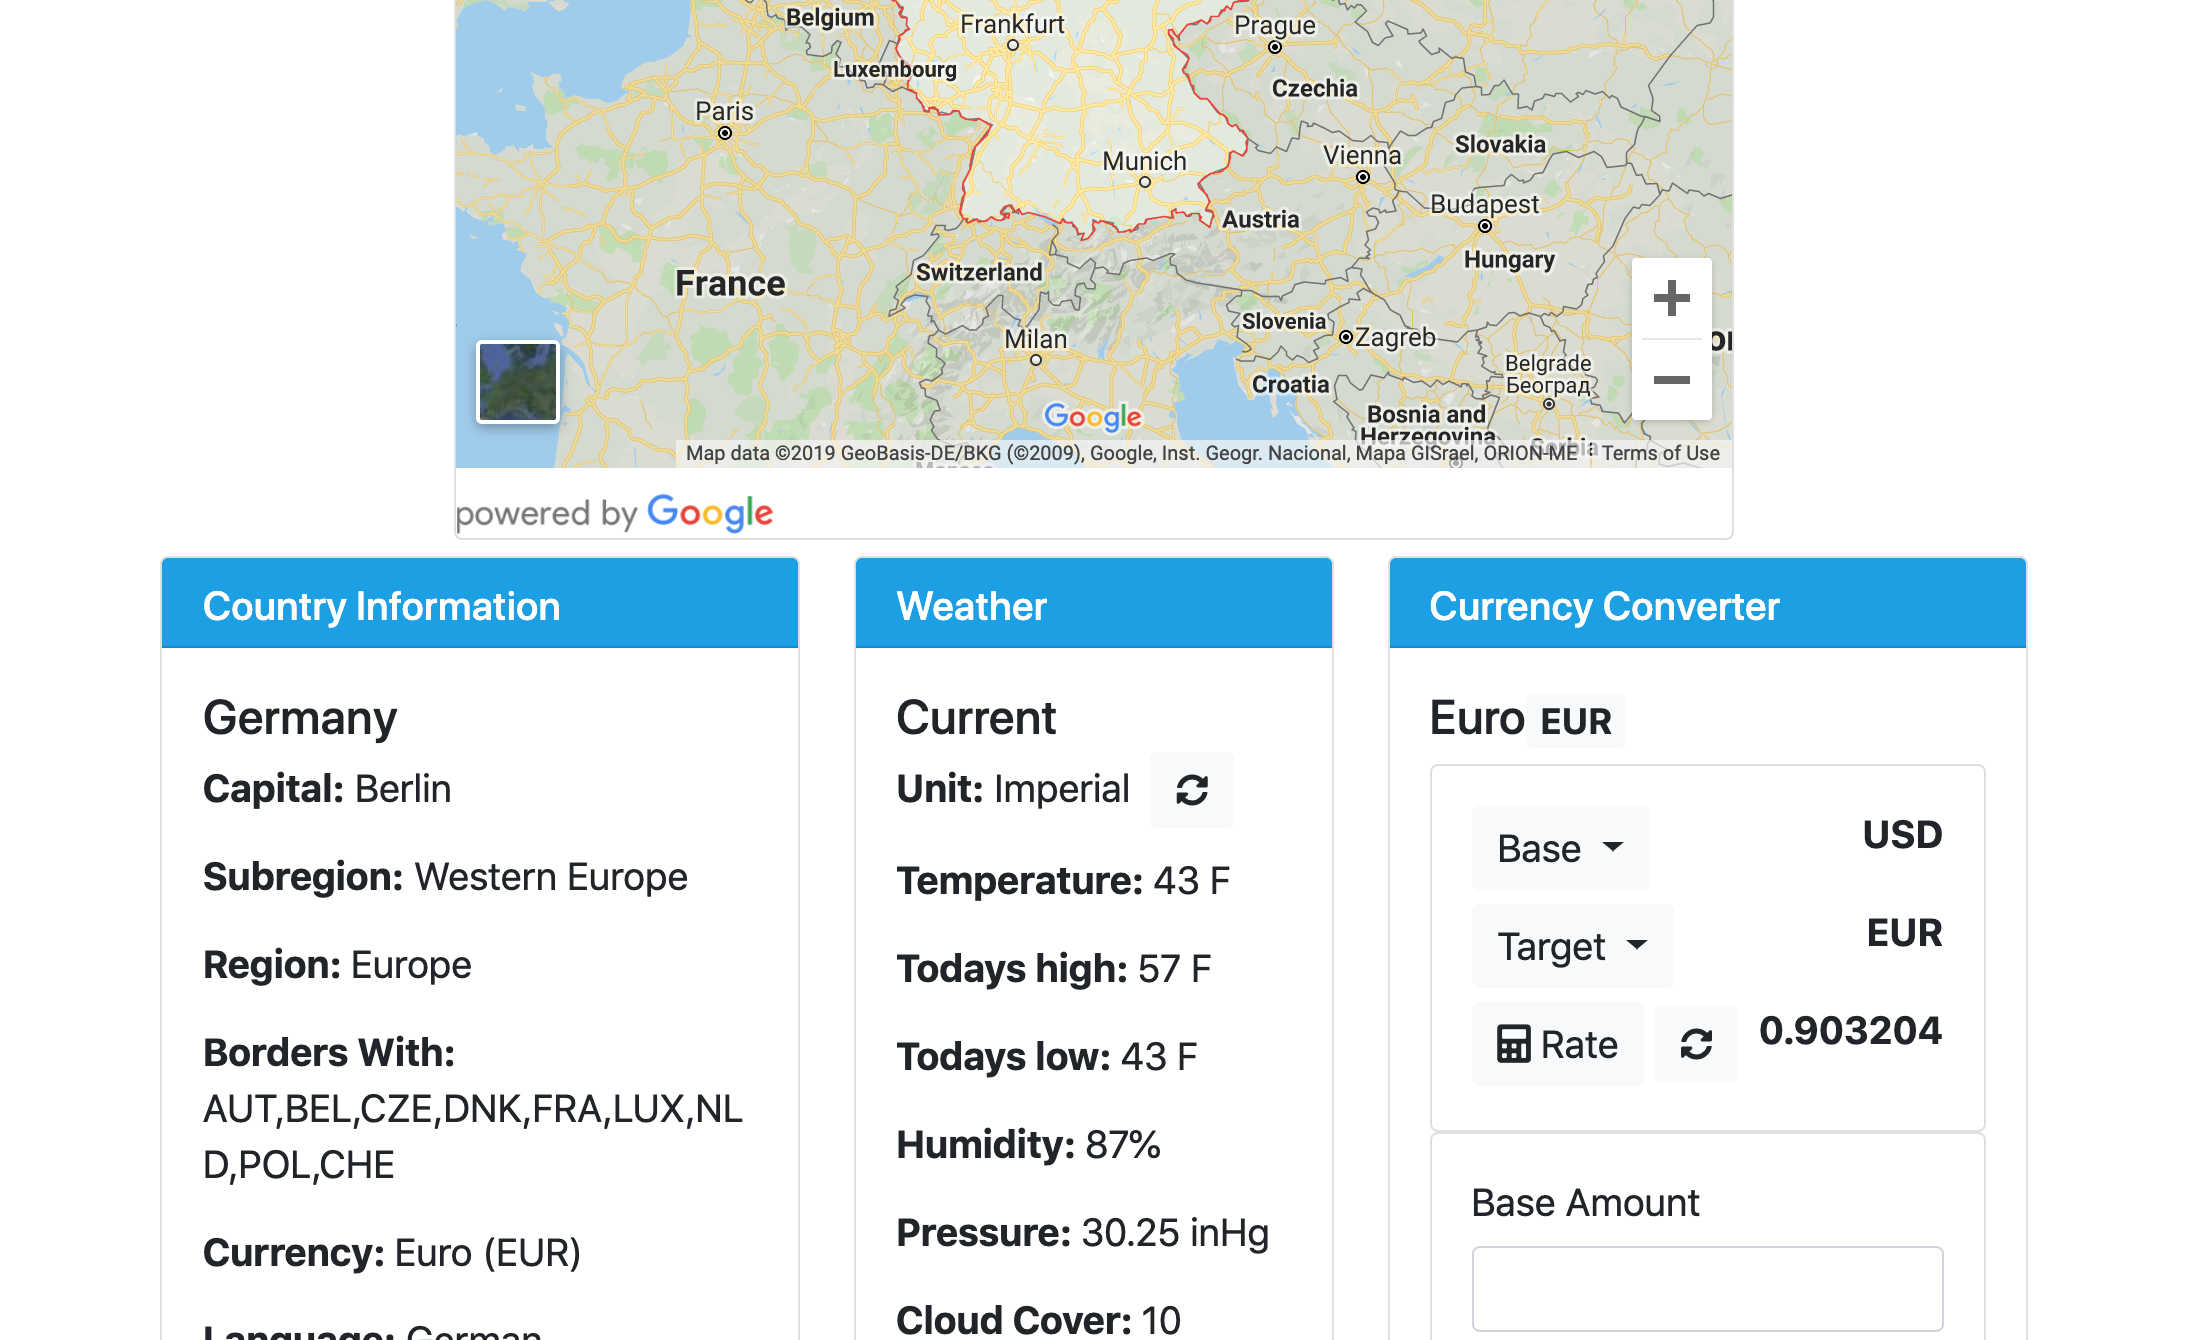 Belgium
Frankfurt
Prague
Luxembourg
Czechia
Paris
Slovakia
Munich
Vienna
Budapest
Austria
Hungary
Switzerland
France
Slovenia
Zagreb
Milan
Belgrade
Београд
Croatia
Google
Bosnia and
Herzegovina
Serbia
Map data ©2019 GeoBasis-DE/BKG (©2009), Google, Inst. Geogr. Nacional, Mapa GISrael, ORION-ME
Terms of Use
powered by Google
Country Information
Germany
Capital: Berlin
Subregion: Western Europe
Region: Europe
Borders With:
AUT,BEL,CZE,DNK,FRA,LUX,NL
D,POL,CHE
Currency: Euro (EUR)
Language: German
Weather
Current
Unit: Imperial
Temperature: 43 F
Todays high: 57 F
Todays low: 43 F
Humidity: 87%
Pressure: 30.25 inHg
Cloud Cover: 10
Currency Converter
Euro EUR
Base USD
Target EUR
Rate 0.903204
Base Amount